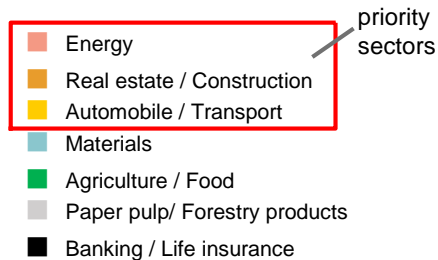 priority
sectors
Energy
Real estate / Construction
Automobile / Transport
Materials
Agriculture / Food
Paper pulp/ Forestry products
Banking / Life insurance